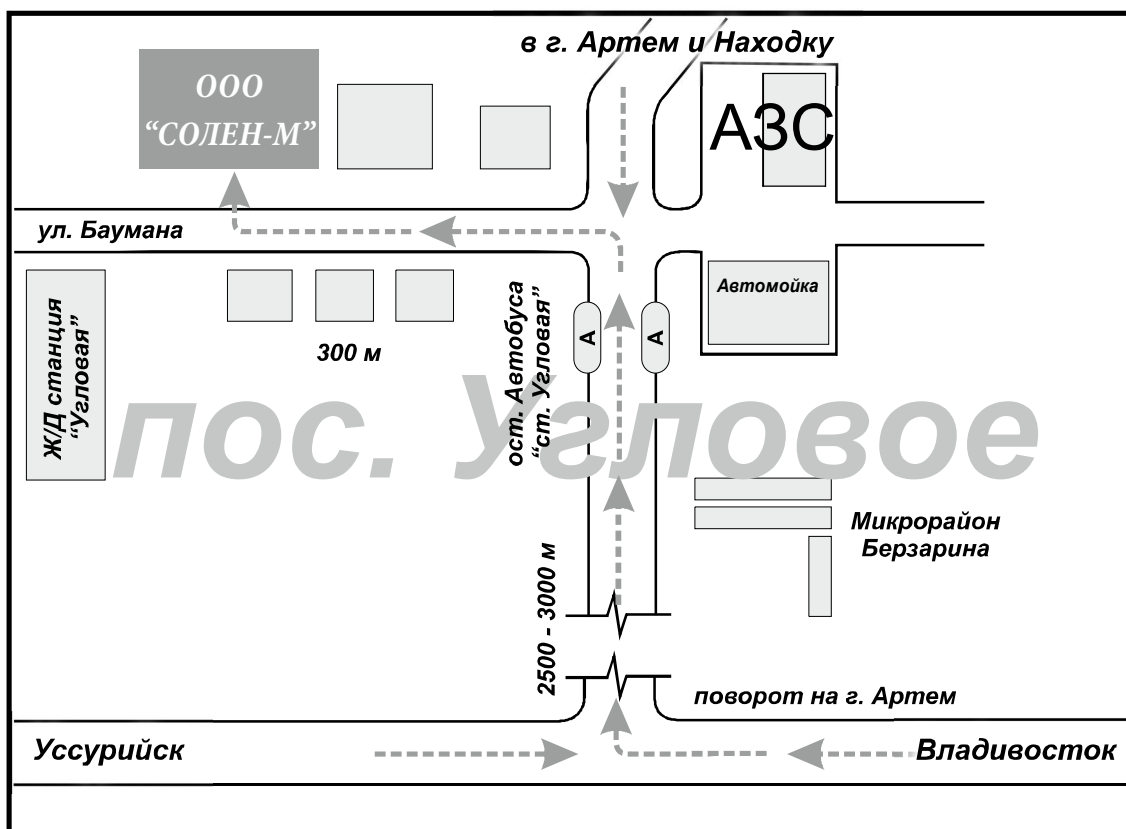 в г. Артем и Находку
ООО
“СОЛЕН-М”
АЗС
ул. Баумана
Автомойка
Ж/Д станция
“Угловая”
300 м
ост. Автобуса
“ст. Угловая”
А
А
пос. Угловое
Микрорайон
Берзарина
2500 - 3000 м
поворот на г. Артем
Уссурийск
Владивосток